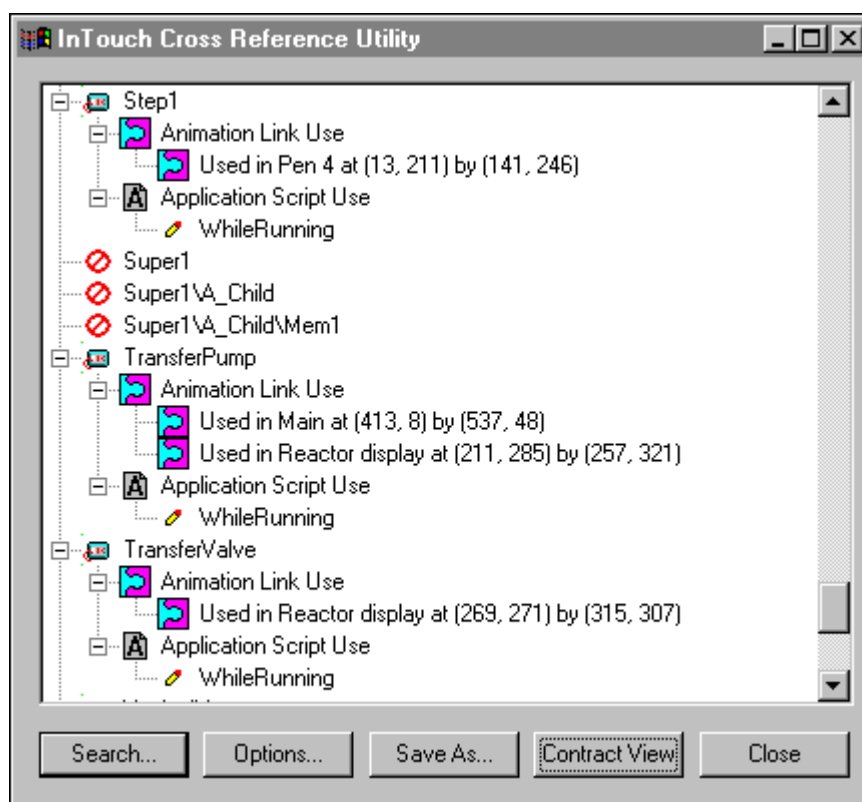 InTouch Cross Reference Utility
Step1
Animation Link Use
Used in Pen 4 at (13, 211) by (141, 246)
Application Script Use
WhileRunning
Super1
Super1\A_Child
Super1\A_Child\Mem1
TransferPump
Animation Link Use
Used in Main at (413, 8) by (537, 48)
Used in Reactor display at (211, 285) by (257, 321)
Application Script Use
WhileRunning
TransferValve
Animation Link Use
Used in Reactor display at (269, 271) by (315, 307)
Application Script Use
WhileRunning
Search... Options... Save As... Contract View Close